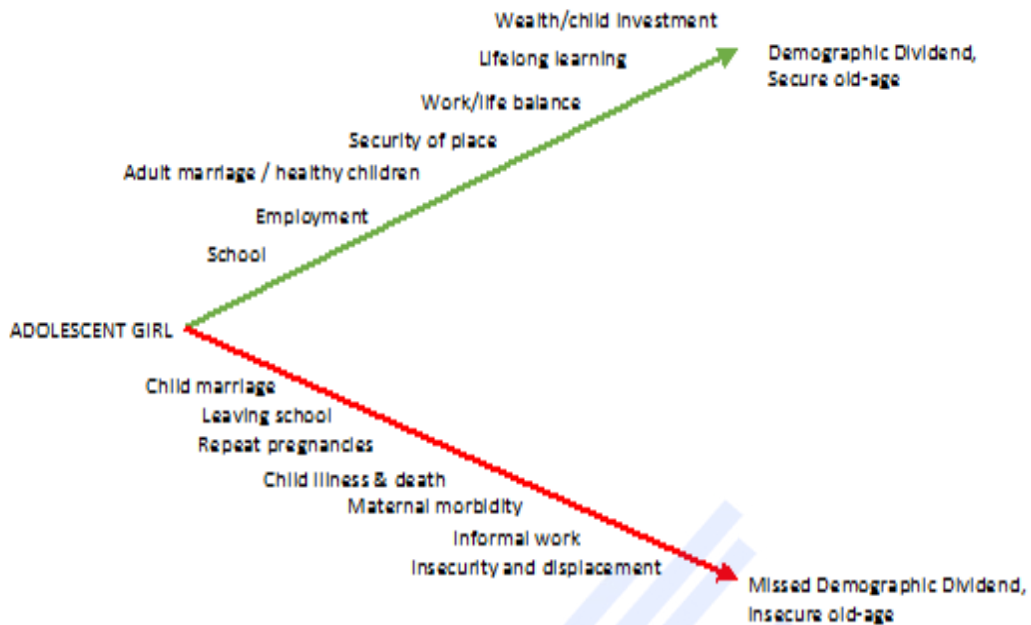 Wealth/child investment
Demographic Dividend,
Secure old-age
Lifelong learning
Work/life balance
Security of place
Adult marriage / healthy children
Employment
School
ADOLESCENT GIRL
Child marriage
Leaving school
Repeat pregnancies
Child illness & death
Maternal morbidity
Informal work
Insecurity and displacement
Missed Demographic Dividend,
Insecure old-age